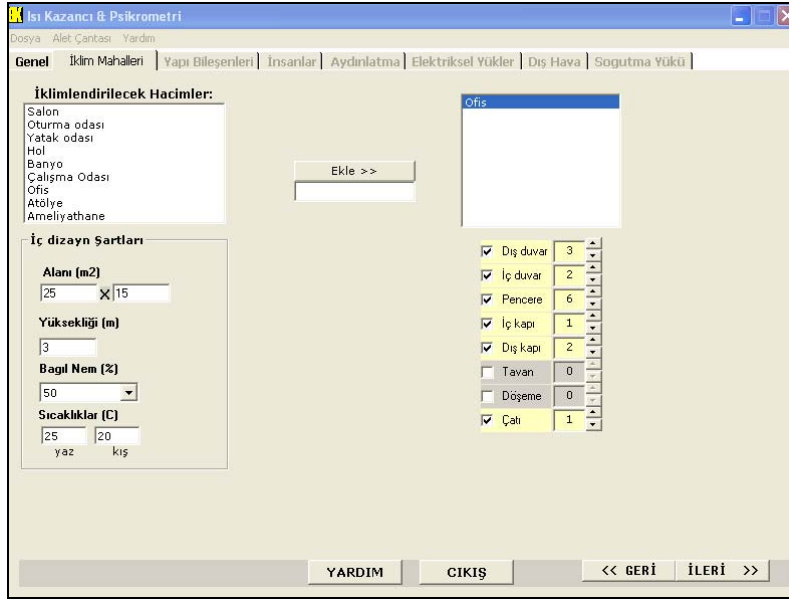 Isı Kazancı & Psikrometri
Dosya Alet Çantası Yardım
Genel İklim Mahalleri Yapı Bileşenleri İnsanlar Aydınlatma Elektriksel Yükler Dış Hava Sogutma Yükü
İklimlendirilecek Hacimler:
Salon
Oturma odası
Yatak odası
Hol
Banyo
Çalışma Odası
Ofis
Atölye
Ameliyathane
Ekle >>
Ofis
İç dizayn Şartları
Alanı (m2)
25 X 15
Yüksekliği (m)
3
Bagıl Nem (%)
50
Sıcaklıklar (C)
25 20
yaz kış
Dış duvar 3
İç duvar 2
Pencere 6
İç kapı 1
Dış kapı 2
Tavan 0
Döşeme 0
Çatı 1
YARDIM CIKIŞ << GERİ İLERİ >>